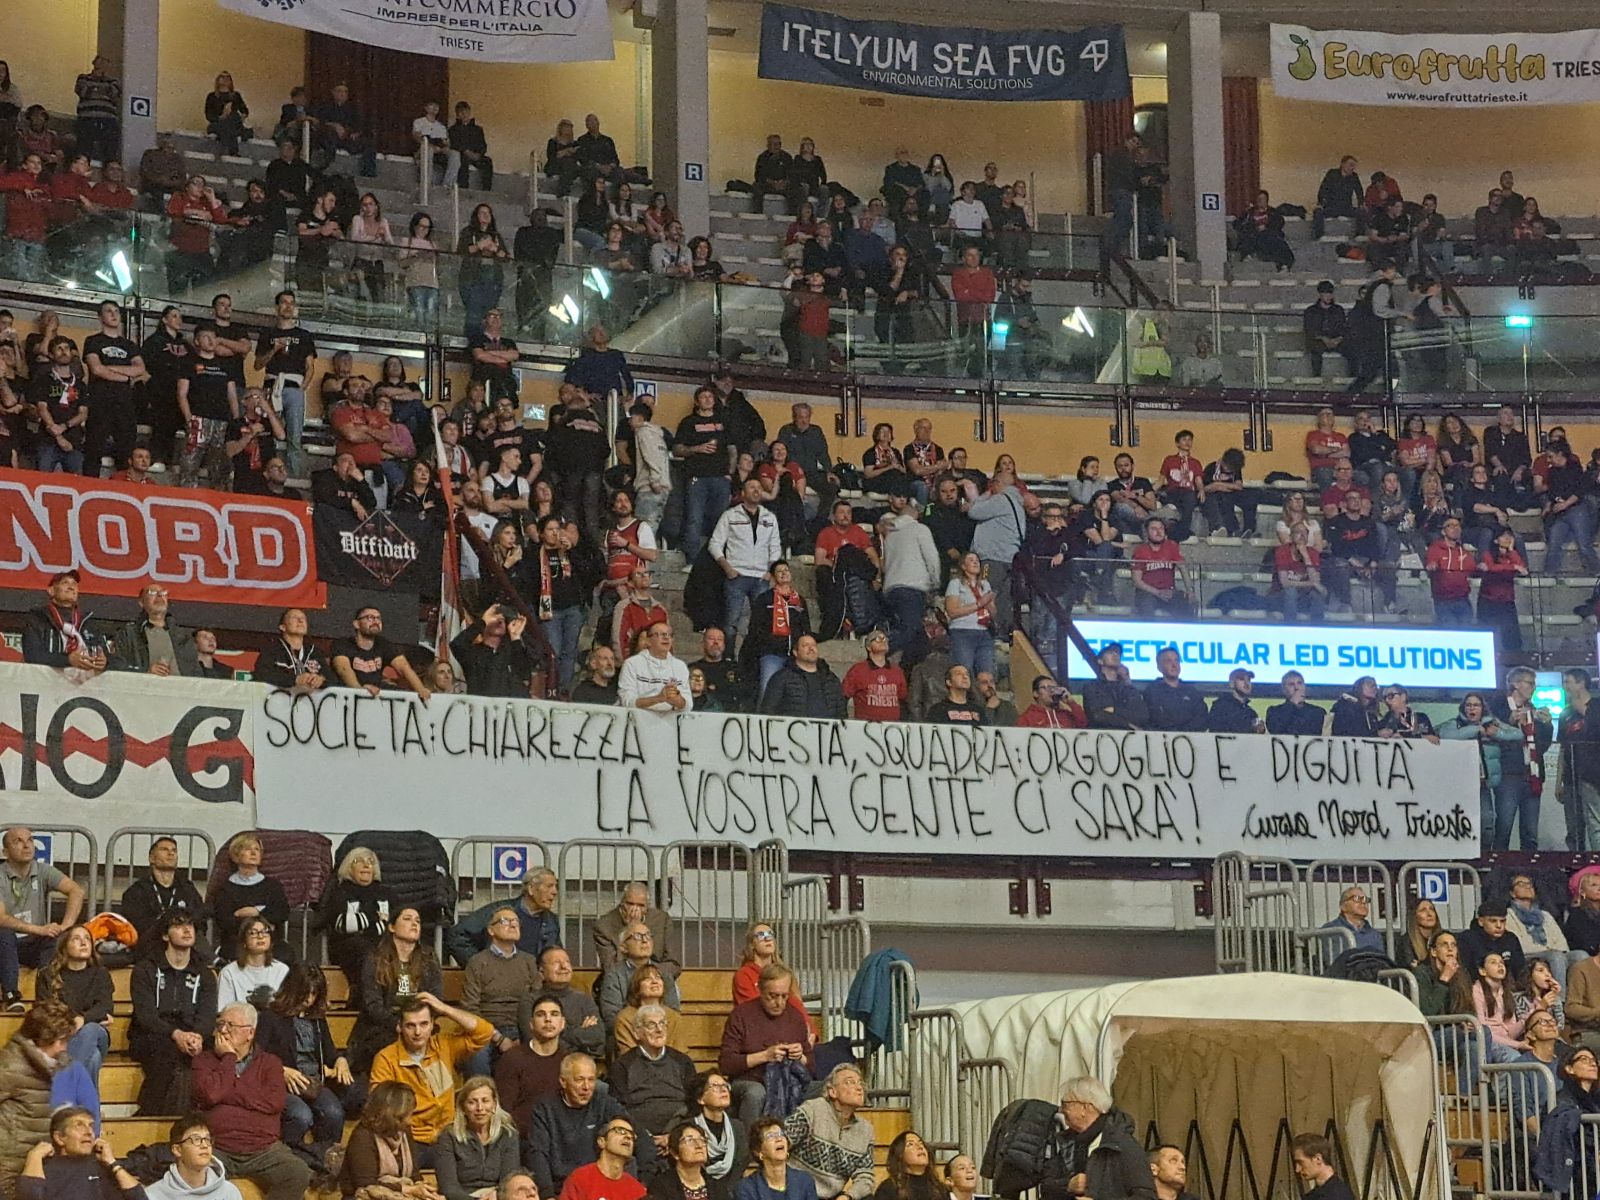 IMPRESE PER L'ITALIA
TRIESTE
ITELYUM SEA FVG
ENVIRONMENTAL SOLUTIONS
Eurofrutta
www.eurofruttatrieste.it
Q
R
R
M
NORD
Diffidati
SPECTACULAR LED SOLUTIONS
SOCIETÀ: CHIAREZZA E ONESTÀ, SQUADRA: ORGOGLIO E DIGNITÀ
LA VOSTRA GENTE CI SARÀ!
Curva Nord Trieste.
C
D